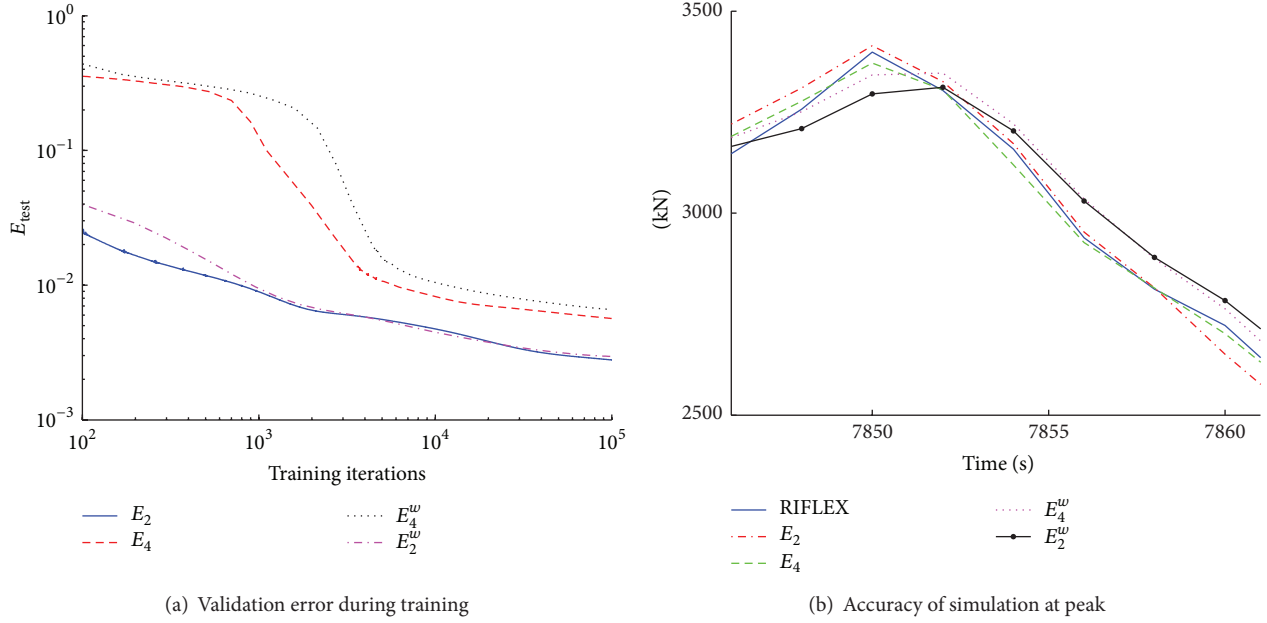 10^0
10^-1
10^-2
10^-3
E_test
10^2
10^3
10^4
10^5
Training iterations
E_2
E_4
E_4^w
E_2^w
(a) Validation error during training
3500
3000
2500
(kN)
7850
7855
7860
Time (s)
RIFLEX
E_2
E_4
E_4^w
E_2^w
(b) Accuracy of simulation at peak